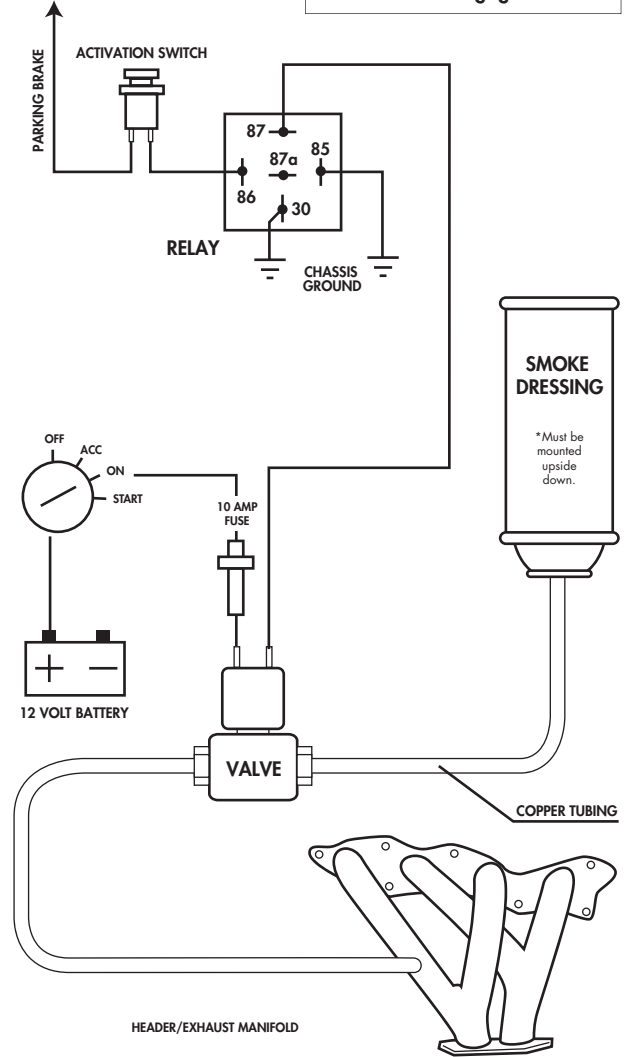 PARKING BRAKE
ACTIVATION SWITCH
87
87a
85
86
30
RELAY
CHASSIS
GROUND
SMOKE
DRESSING
*Must be
mounted
upside
down.
OFF
ACC
ON
START
10 AMP
FUSE
12 VOLT BATTERY
VALVE
COPPER TUBING
HEADER/EXHAUST MANIFOLD